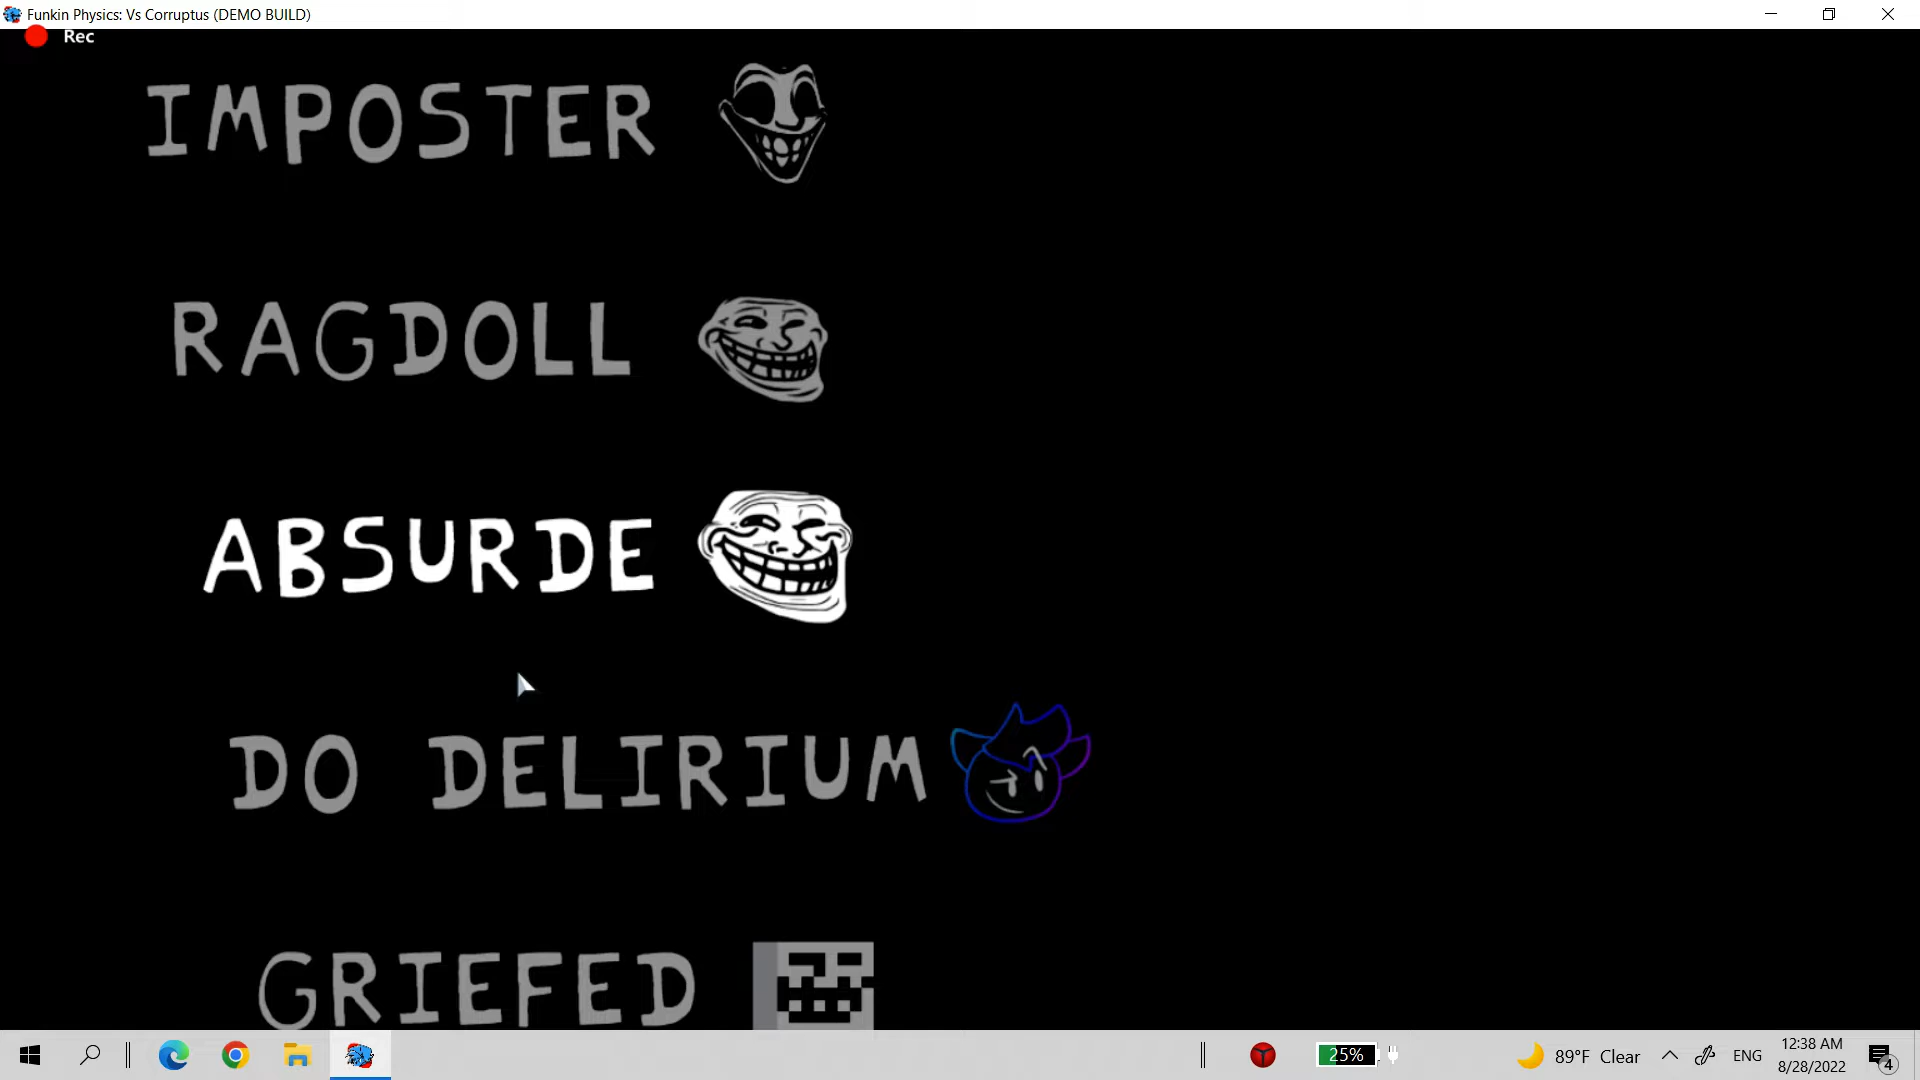 Funkin Physics: Vs Corruptus (DEMO BUILD)
Rec
IMPOSTER
RAGDOLL
ABSURDE
DO DELIRIUM
GRIEFED
25%
89°F Clear
ENG
12:38 AM
8/28/2022
4